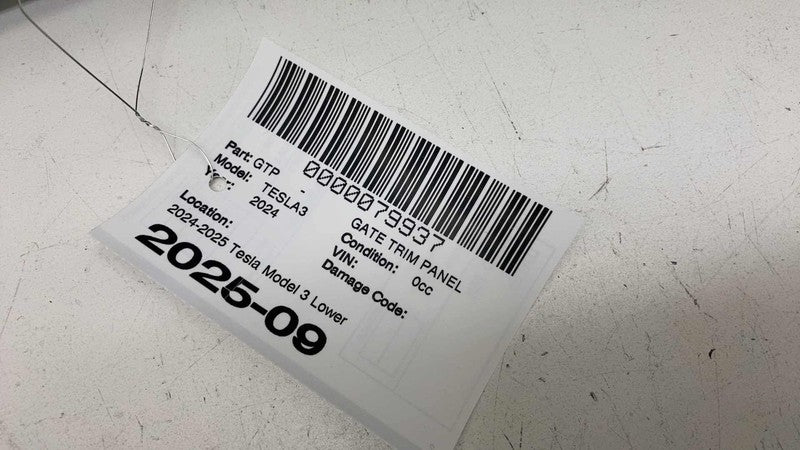 0000079937
Part: GTP - GATE TRIM PANEL
Model: TESLA3 Condition: 0cc
Year: 2024 VIN:
Damage Code:
Location:
2024-2025 Tesla Model 3 Lower
2025-09